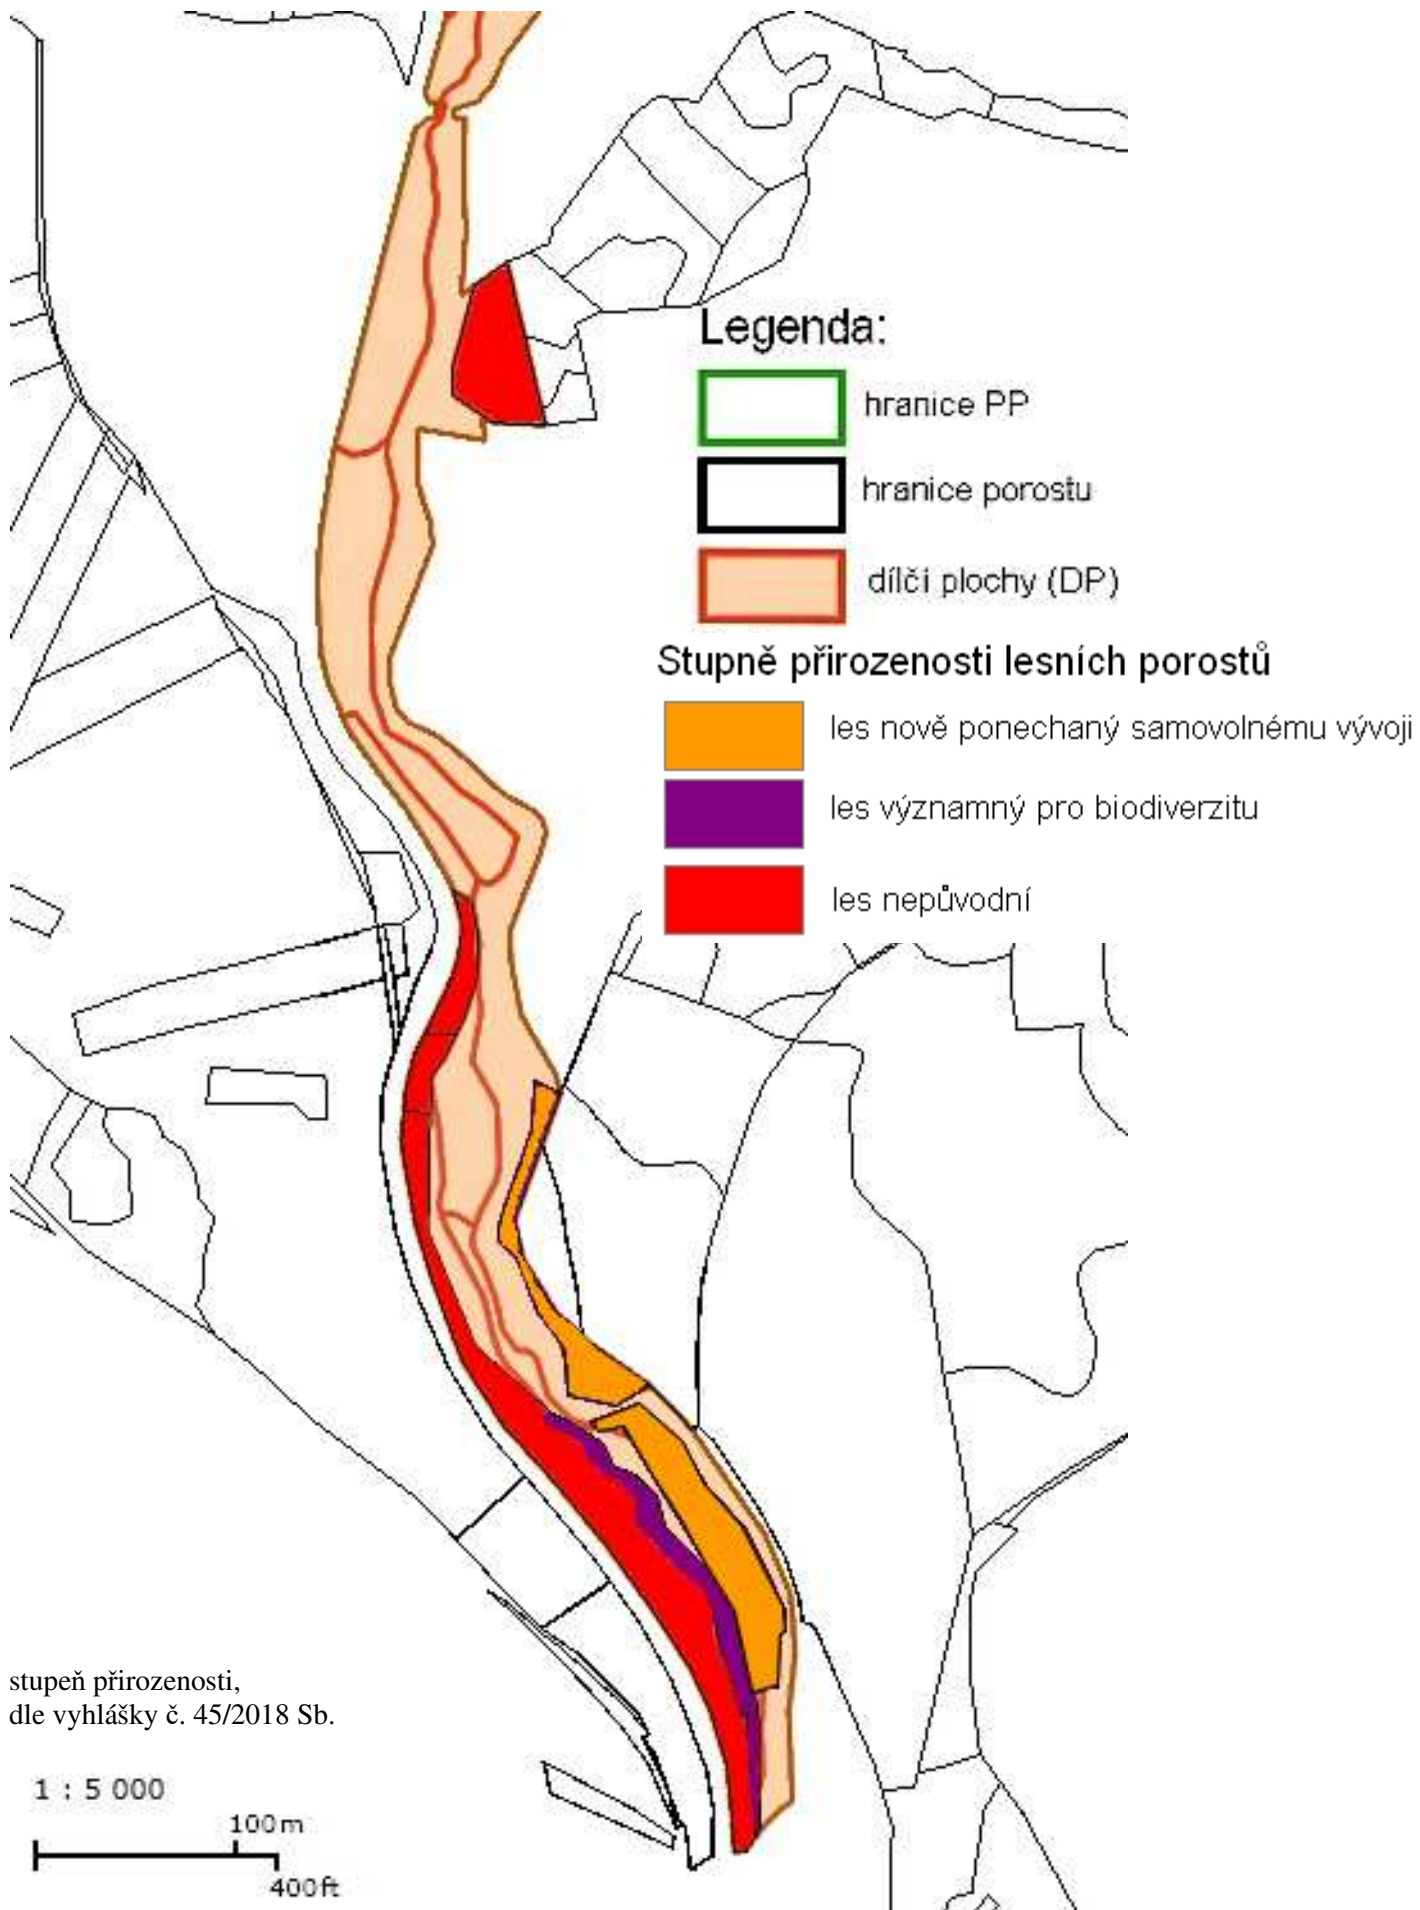 Legenda:
hranice PP
hranice porostu
dílčí plochy (DP)
Stupně přirozenosti lesních porostů
les nově ponechaný samovolnému vývoji
les významný pro biodiverzitu
les nepůvodní
stupeň přirozenosti,
dle vyhlášky č. 45/2018 Sb.
1 : 5 000
100m
400ft